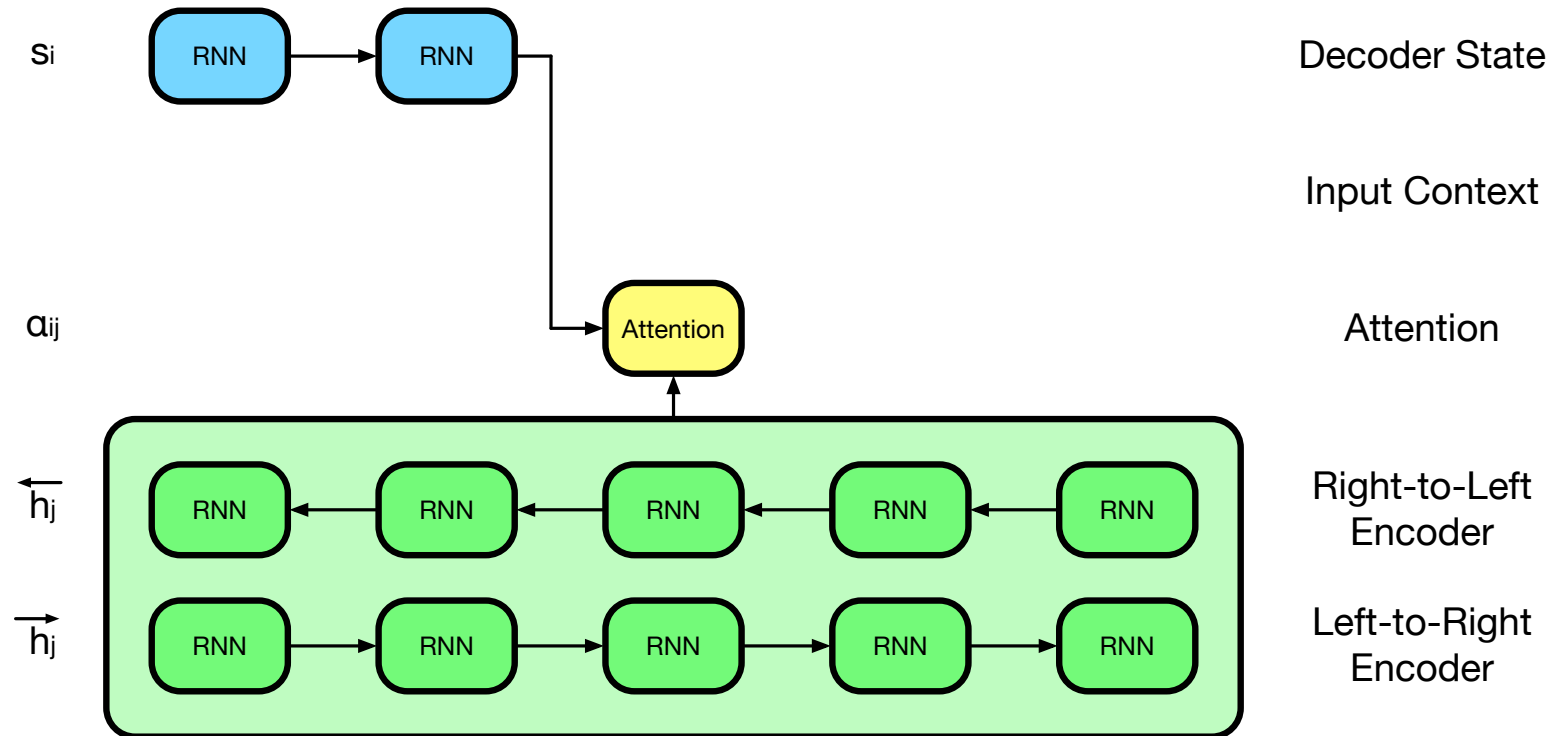 si RNN RNN Decoder State
Input Context
αij Attention Attention
hj RNN RNN RNN RNN RNN Right-to-Left
Encoder
hj RNN RNN RNN RNN RNN Left-to-Right
Encoder